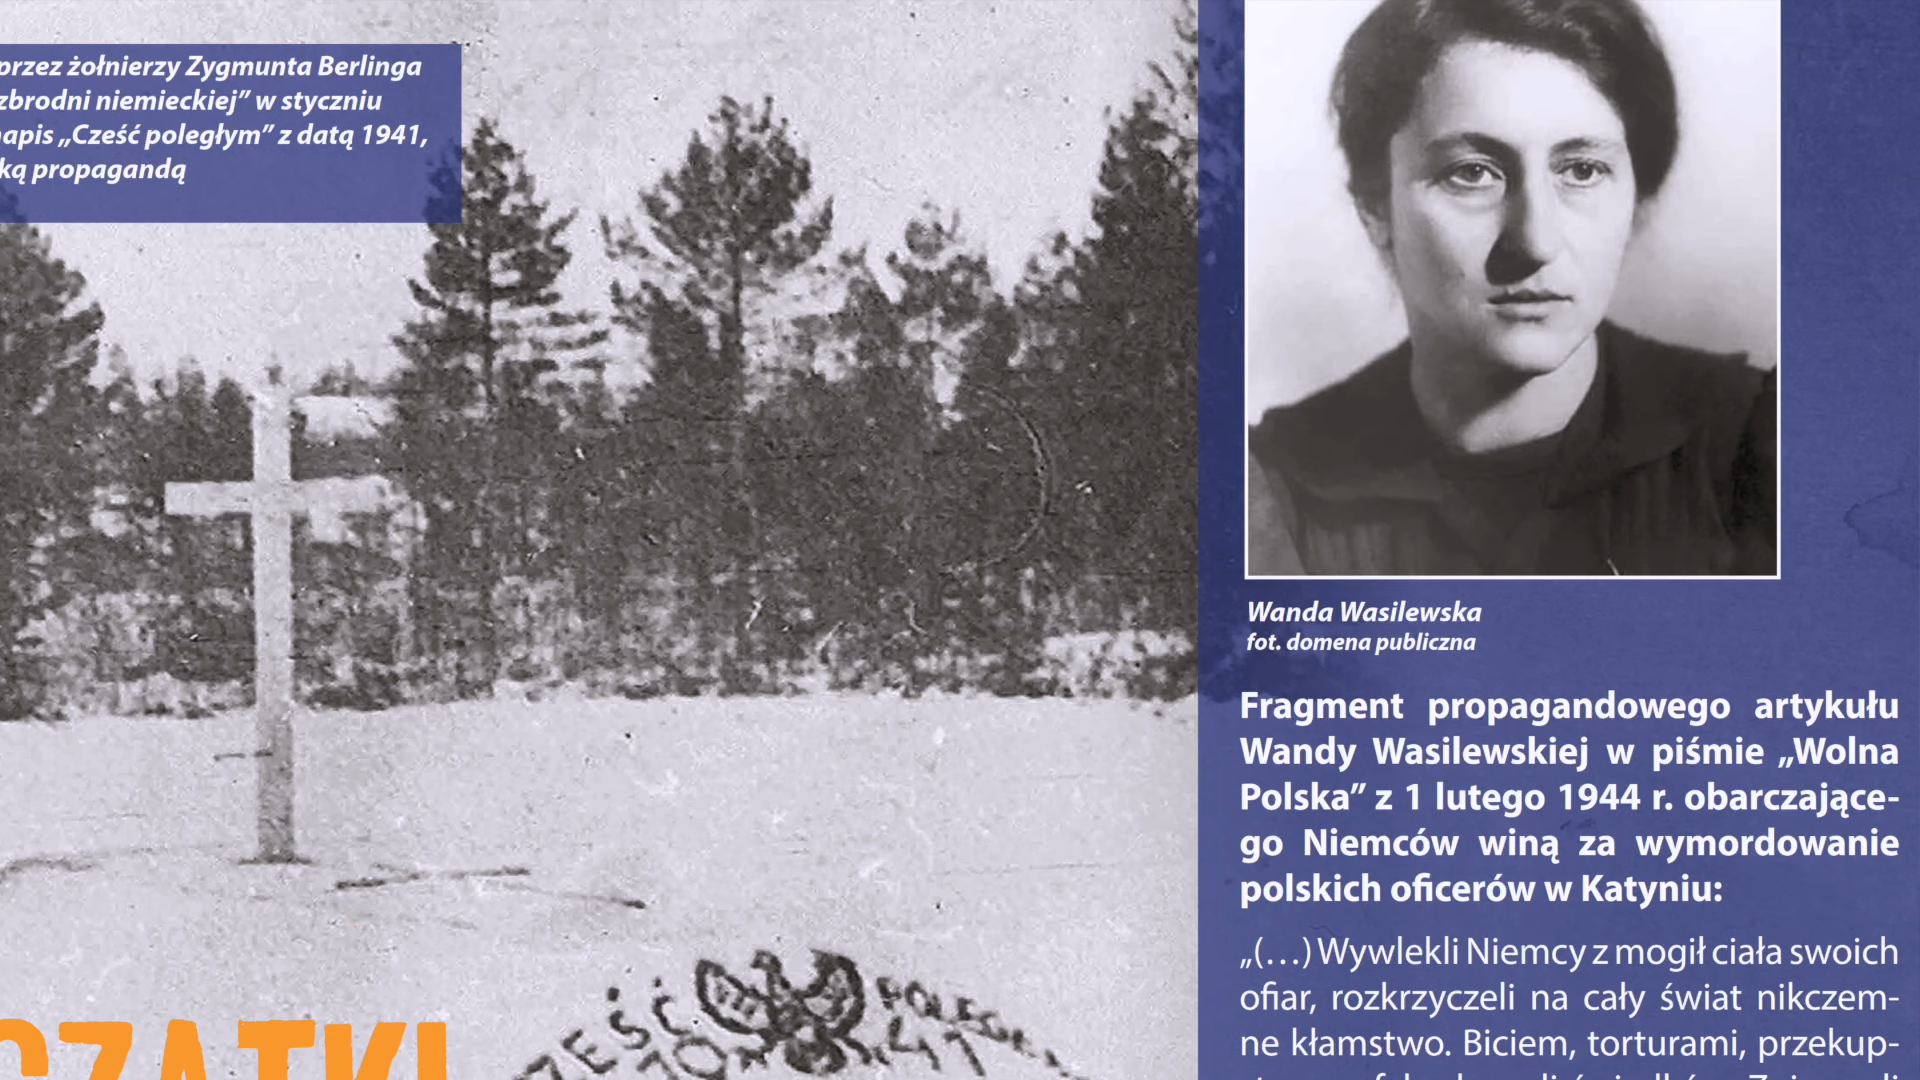 przez żołnierzy Zygmunta Berlinga
zbrodni niemieckiej” w styczniu
napis „Cześć poległym” z datą 1941,
ką propagandą
CZĄTKI
Wanda Wasilewska
fot. domena publiczna
Fragment propagandowego artykułu
Wandy Wasilewskiej w piśmie „Wolna
Polska” z 1 lutego 1944 r. obarczające-
go Niemców winą za wymordowanie
polskich oficerów w Katyniu:
„(…) Wywlekli Niemcy z mogił ciała swoich
ofiar, rozkrzyczeli na cały świat nikczem-
ne kłamstwo. Biciem, torturami, przekup-